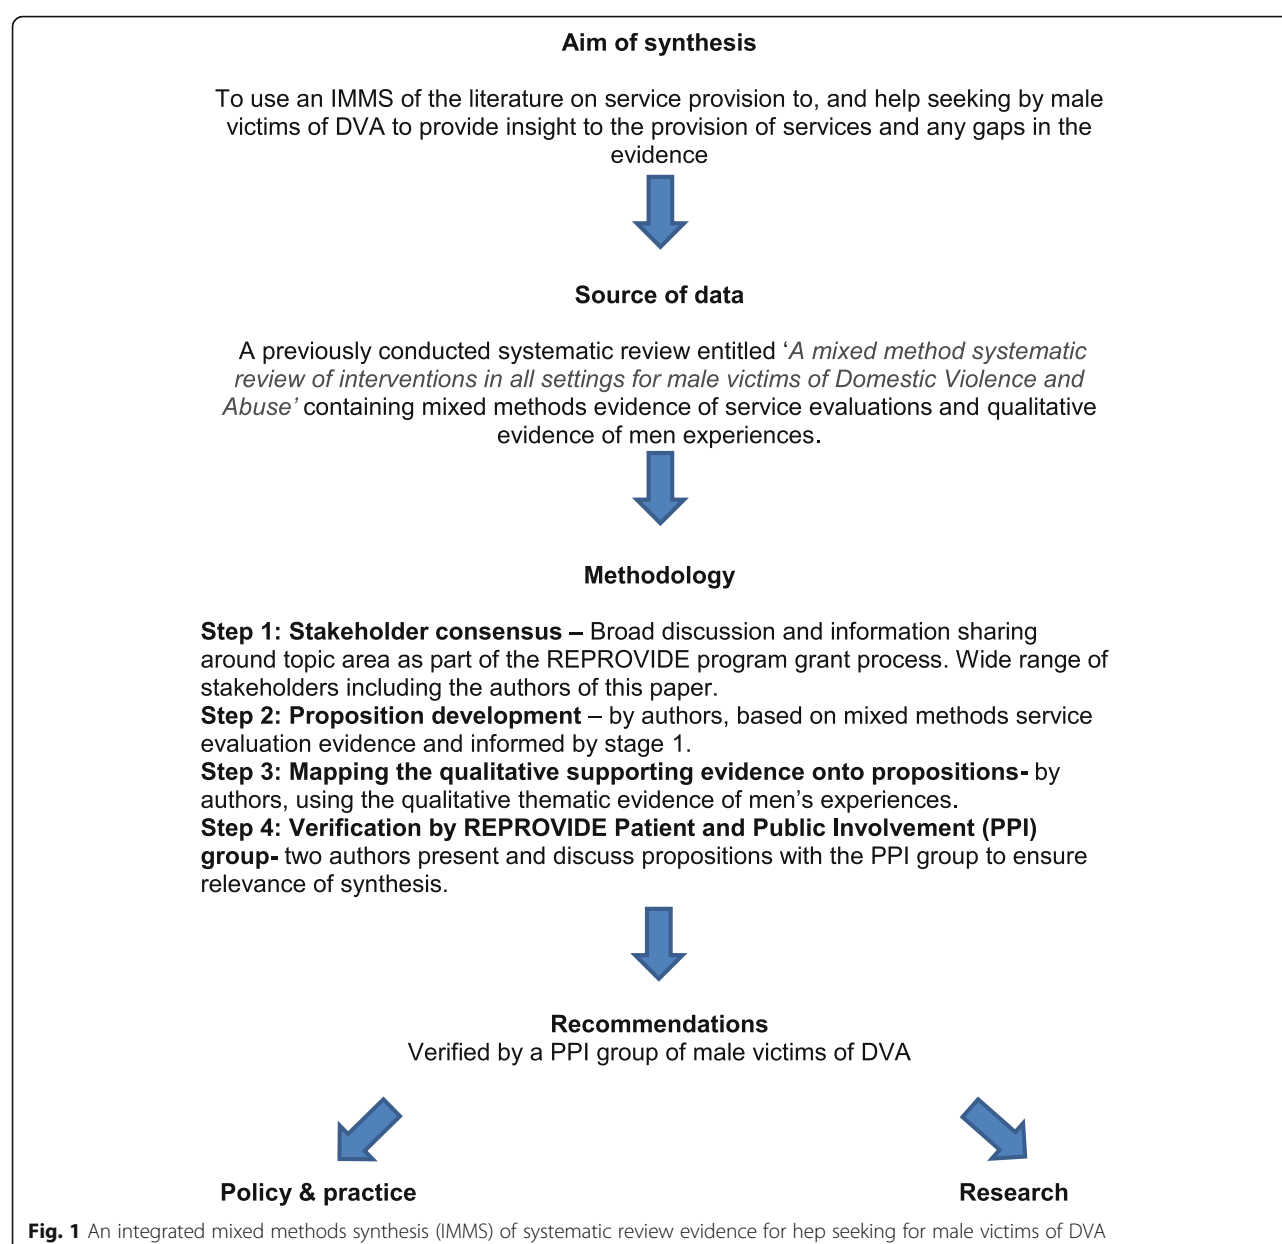 Aim of synthesis
To use an IMMS of the literature on service provision to, and help seeking by male
victims of DVA to provide insight to the provision of services and any gaps in the
evidence
Source of data
A previously conducted systematic review entitled ‘A mixed method systematic
review of interventions in all settings for male victims of Domestic Violence and
Abuse’ containing mixed methods evidence of service evaluations and qualitative
evidence of men experiences.
Methodology
Step 1: Stakeholder consensus – Broad discussion and information sharing
around topic area as part of the REPROVIDE program grant process. Wide range of
stakeholders including the authors of this paper.
Step 2: Proposition development – by authors, based on mixed methods service
evaluation evidence and informed by stage 1.
Step 3: Mapping the qualitative supporting evidence onto propositions- by
authors, using the qualitative thematic evidence of men’s experiences.
Step 4: Verification by REPROVIDE Patient and Public Involvement (PPI)
group- two authors present and discuss propositions with the PPI group to ensure
relevance of synthesis.
Recommendations
Verified by a PPI group of male victims of DVA
Policy & practice
Research
Fig. 1 An integrated mixed methods synthesis (IMMS) of systematic review evidence for hep seeking for male victims of DVA